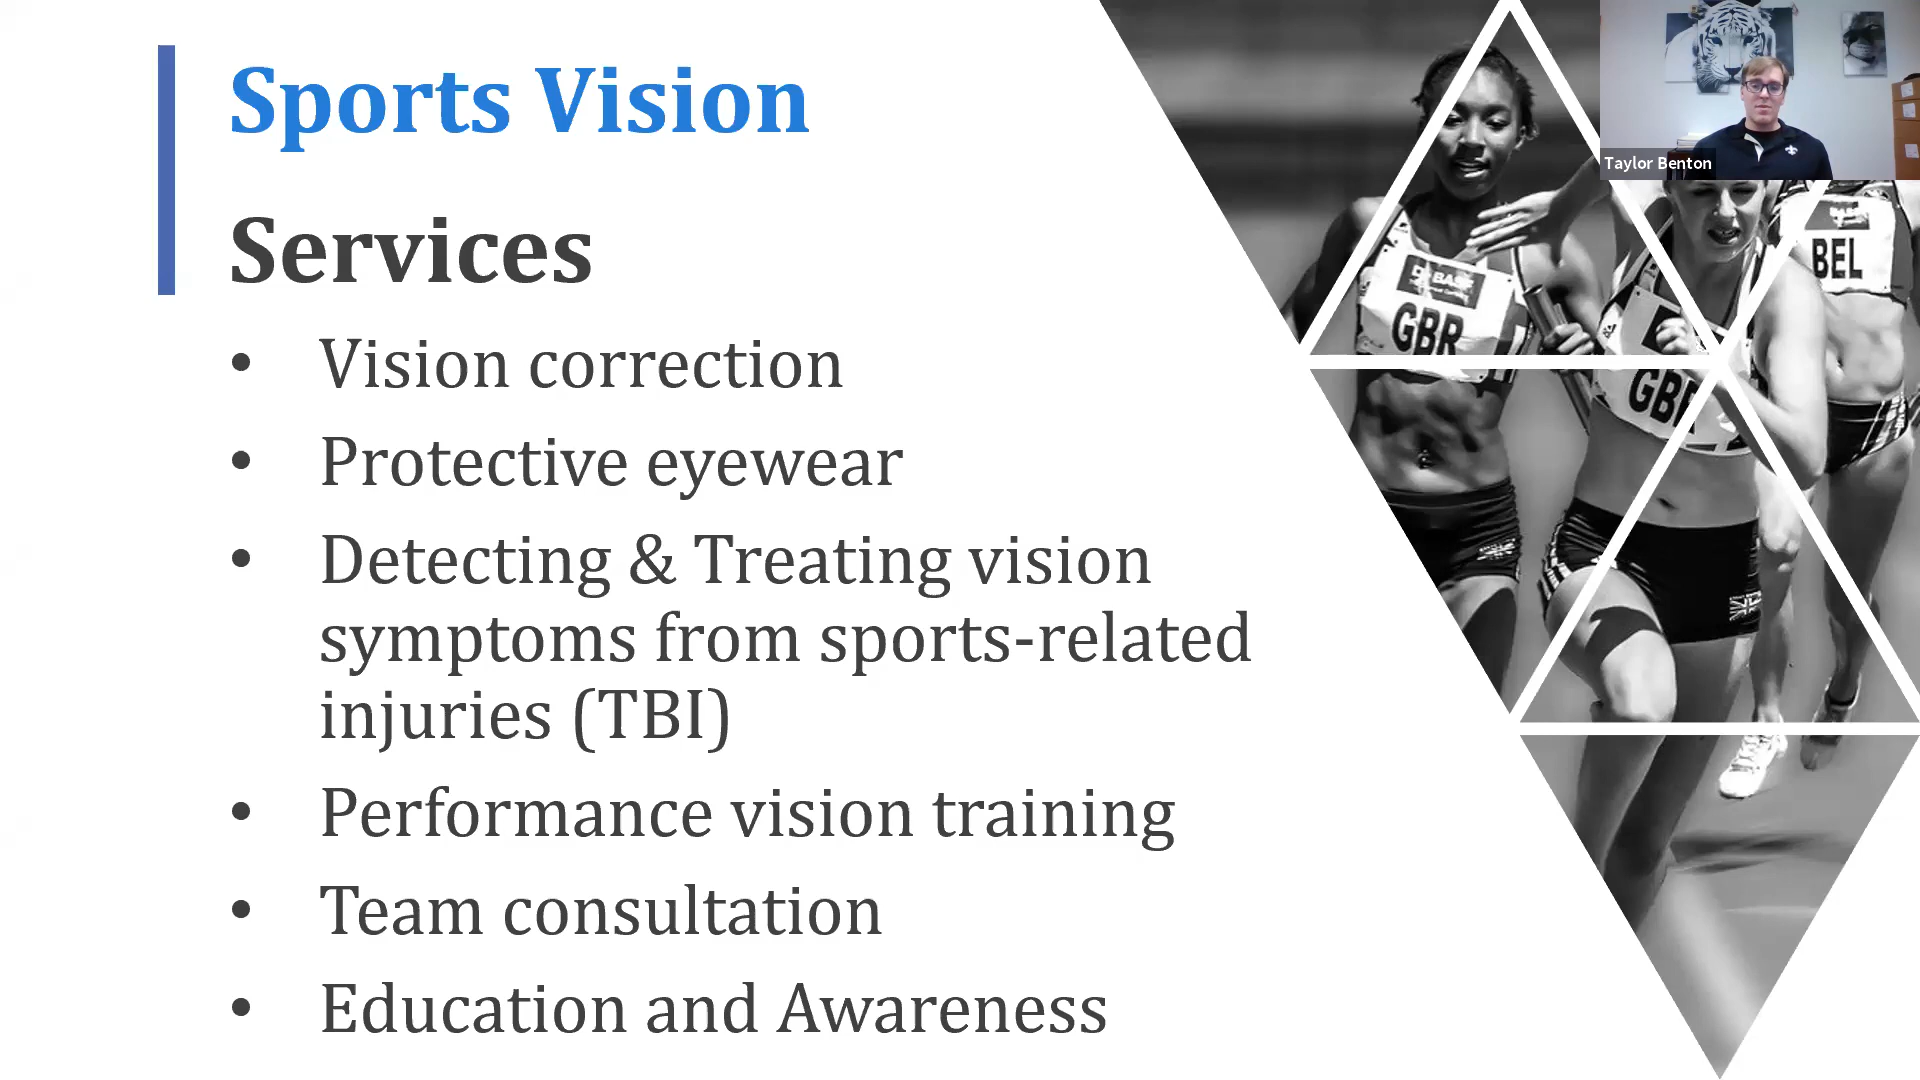 Sports Vision
Services
• Vision correction
• Protective eyewear
• Detecting & Treating vision
symptoms from sports-related
injuries (TBI)
• Performance vision training
• Team consultation
• Education and Awareness
Taylor Benton
BEL
BASF
GBR
GBR